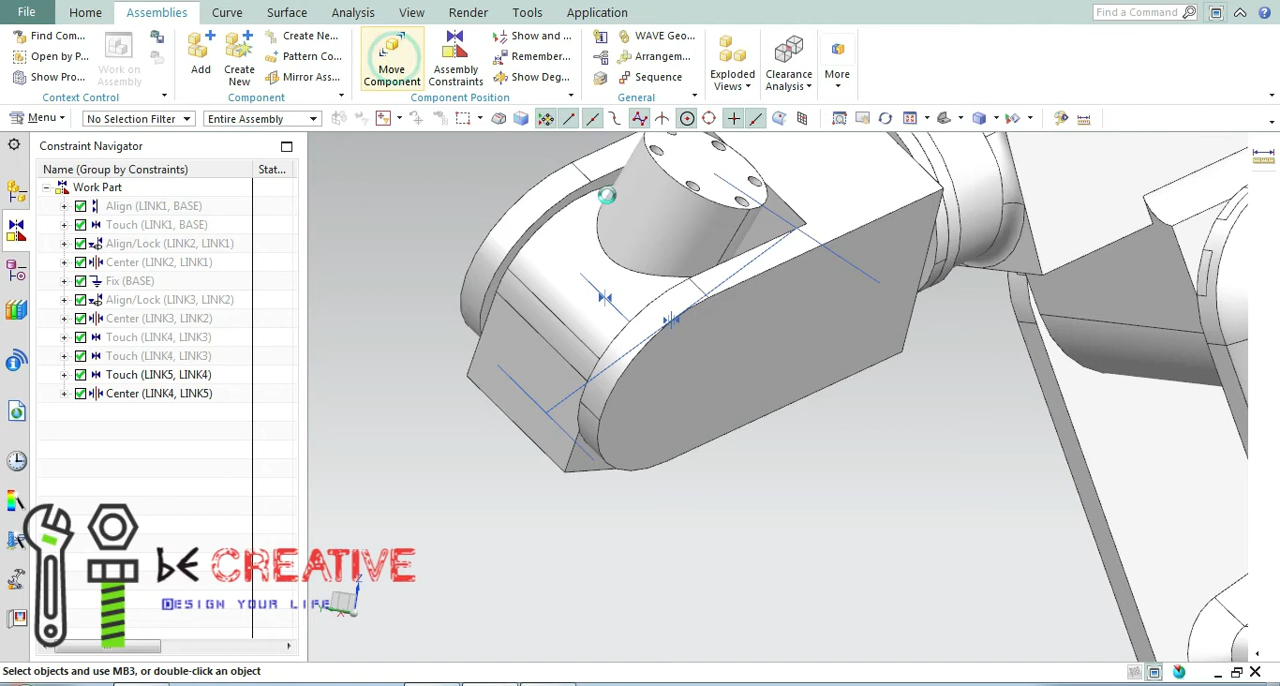 File Home Assemblies Curve Surface Analysis View Render Tools Application Find a Command
Find Com...
Open by P...
Show Pro...
Work on Assembly
Context Control
Add
Create New
Create Ne...
Pattern Co...
Mirror Ass...
Component
Move Component
Assembly Constraints
Show and ...
Remember...
Show Deg...
Component Position
WAVE Geo...
Arrangem...
Sequence
General
Exploded Views
Clearance Analysis
More
Menu No Selection Filter Entire Assembly
Constraint Navigator
Name (Group by Constraints) Stat...
Work Part
Align (LINK1, BASE)
Touch (LINK1, BASE)
Align/Lock (LINK2, LINK1)
Center (LINK2, LINK1)
Fix (BASE)
Align/Lock (LINK3, LINK2)
Center (LINK3, LINK2)
Touch (LINK4, LINK3)
Touch (LINK4, LINK3)
Touch (LINK5, LINK4)
Center (LINK4, LINK5)
BE CREATIVE
DESIGN YOUR LIFE
Select objects and use MB3, or double-click an object